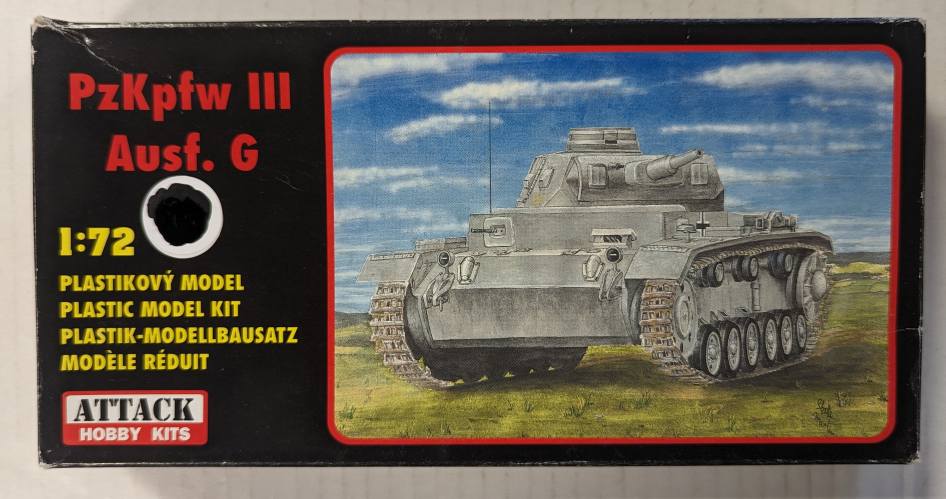 PzKpfw III
Ausf. G
1:72
PLASTIKOVÝ MODEL
PLASTIC MODEL KIT
PLASTIK-MODELLBAUSATZ
MODÈLE RÉDUIT
ATTACK
HOBBY KITS